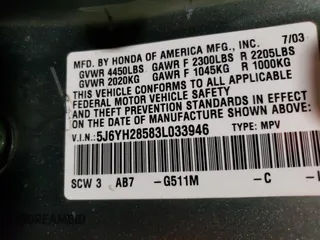 MFD. BY HONDA OF AMERICA MFG., INC. 7/03
GVWR 4450LBS GAWR F 2300LBS R 2205LBS
GVWR 2020KG GAWR F 1045KG R 1000KG
THIS VEHICLE CONFORMS TO ALL APPLICABLE
FEDERAL MOTOR VEHICLE SAFETY
AND THEFT PREVENTION STANDARDS IN EFFECT
ON THE DATE OF MANUFACTURE SHOWN ABOVE.
V.I.N.: 5J6YH28583L033946 TYPE: MPV
SCW 3 AB7 -G511M -C -